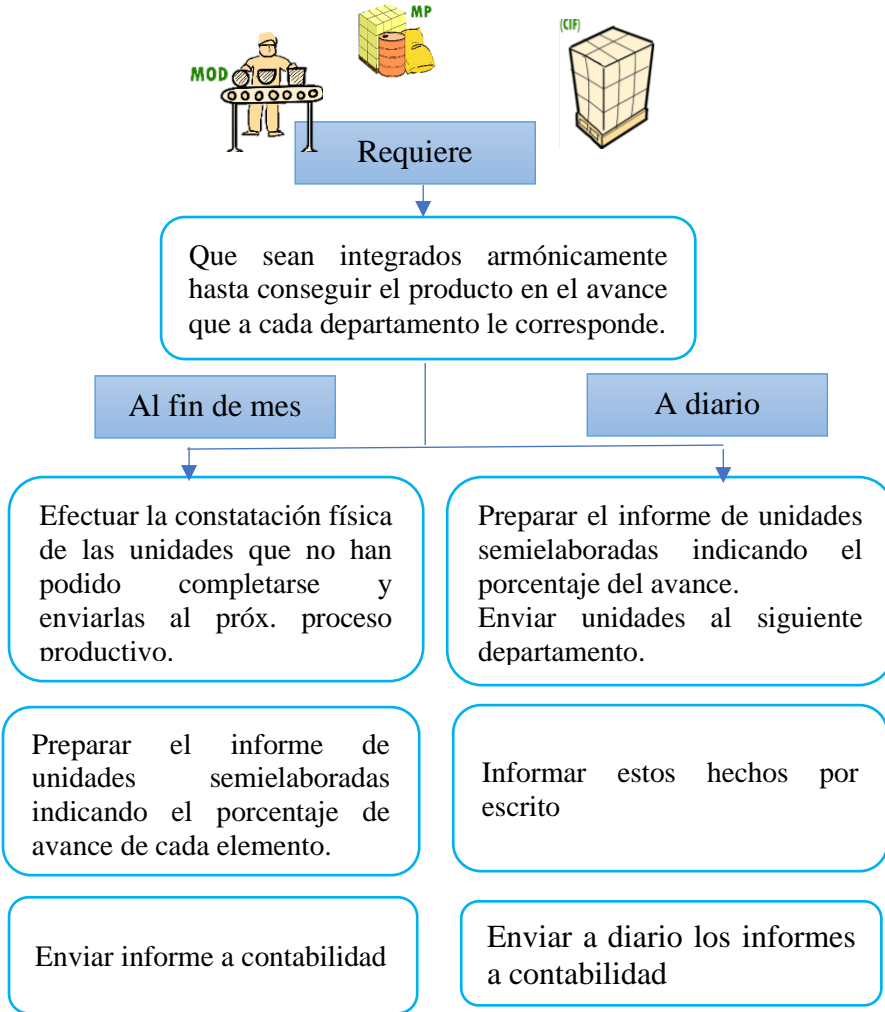 MP
(CIF)
MOD
Requiere
Que sean integrados armónicamente
hasta conseguir el producto en el avance
que a cada departamento le corresponde.
Al fin de mes
A diario
Efectuar la constatación física
de las unidades que no han
podido completarse y
enviarlas al próx. proceso
productivo.
Preparar el informe de unidades
semielaboradas indicando el
porcentaje del avance.
Enviar unidades al siguiente
departamento.
Preparar el informe de
unidades semielaboradas
indicando el porcentaje de
avance de cada elemento.
Informar estos hechos por
escrito
Enviar informe a contabilidad
Enviar a diario los informes
a contabilidad